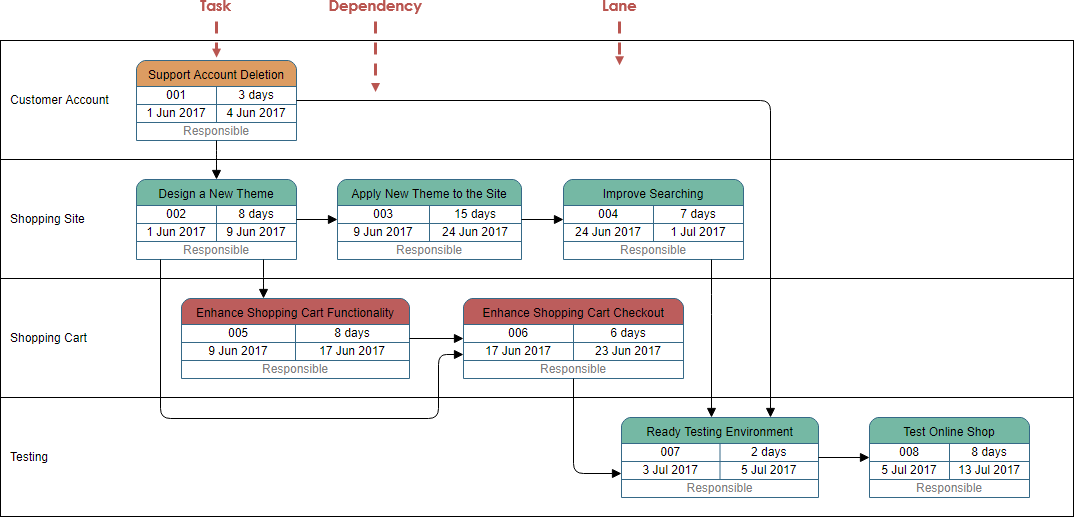 Task Dependency Lane
Customer Account
Support Account Deletion
001 3 days
1 Jun 2017 4 Jun 2017
Responsible
Shopping Site
Design a New Theme
002 8 days
1 Jun 2017 9 Jun 2017
Responsible
Apply New Theme to the Site
003 15 days
9 Jun 2017 24 Jun 2017
Responsible
Improve Searching
004 7 days
24 Jun 2017 1 Jul 2017
Responsible
Shopping Cart
Enhance Shopping Cart Functionality
005 8 days
9 Jun 2017 17 Jun 2017
Responsible
Enhance Shopping Cart Checkout
006 6 days
17 Jun 2017 23 Jun 2017
Responsible
Testing
Ready Testing Environment
007 2 days
3 Jul 2017 5 Jul 2017
Responsible
Test Online Shop
008 8 days
5 Jul 2017 13 Jul 2017
Responsible